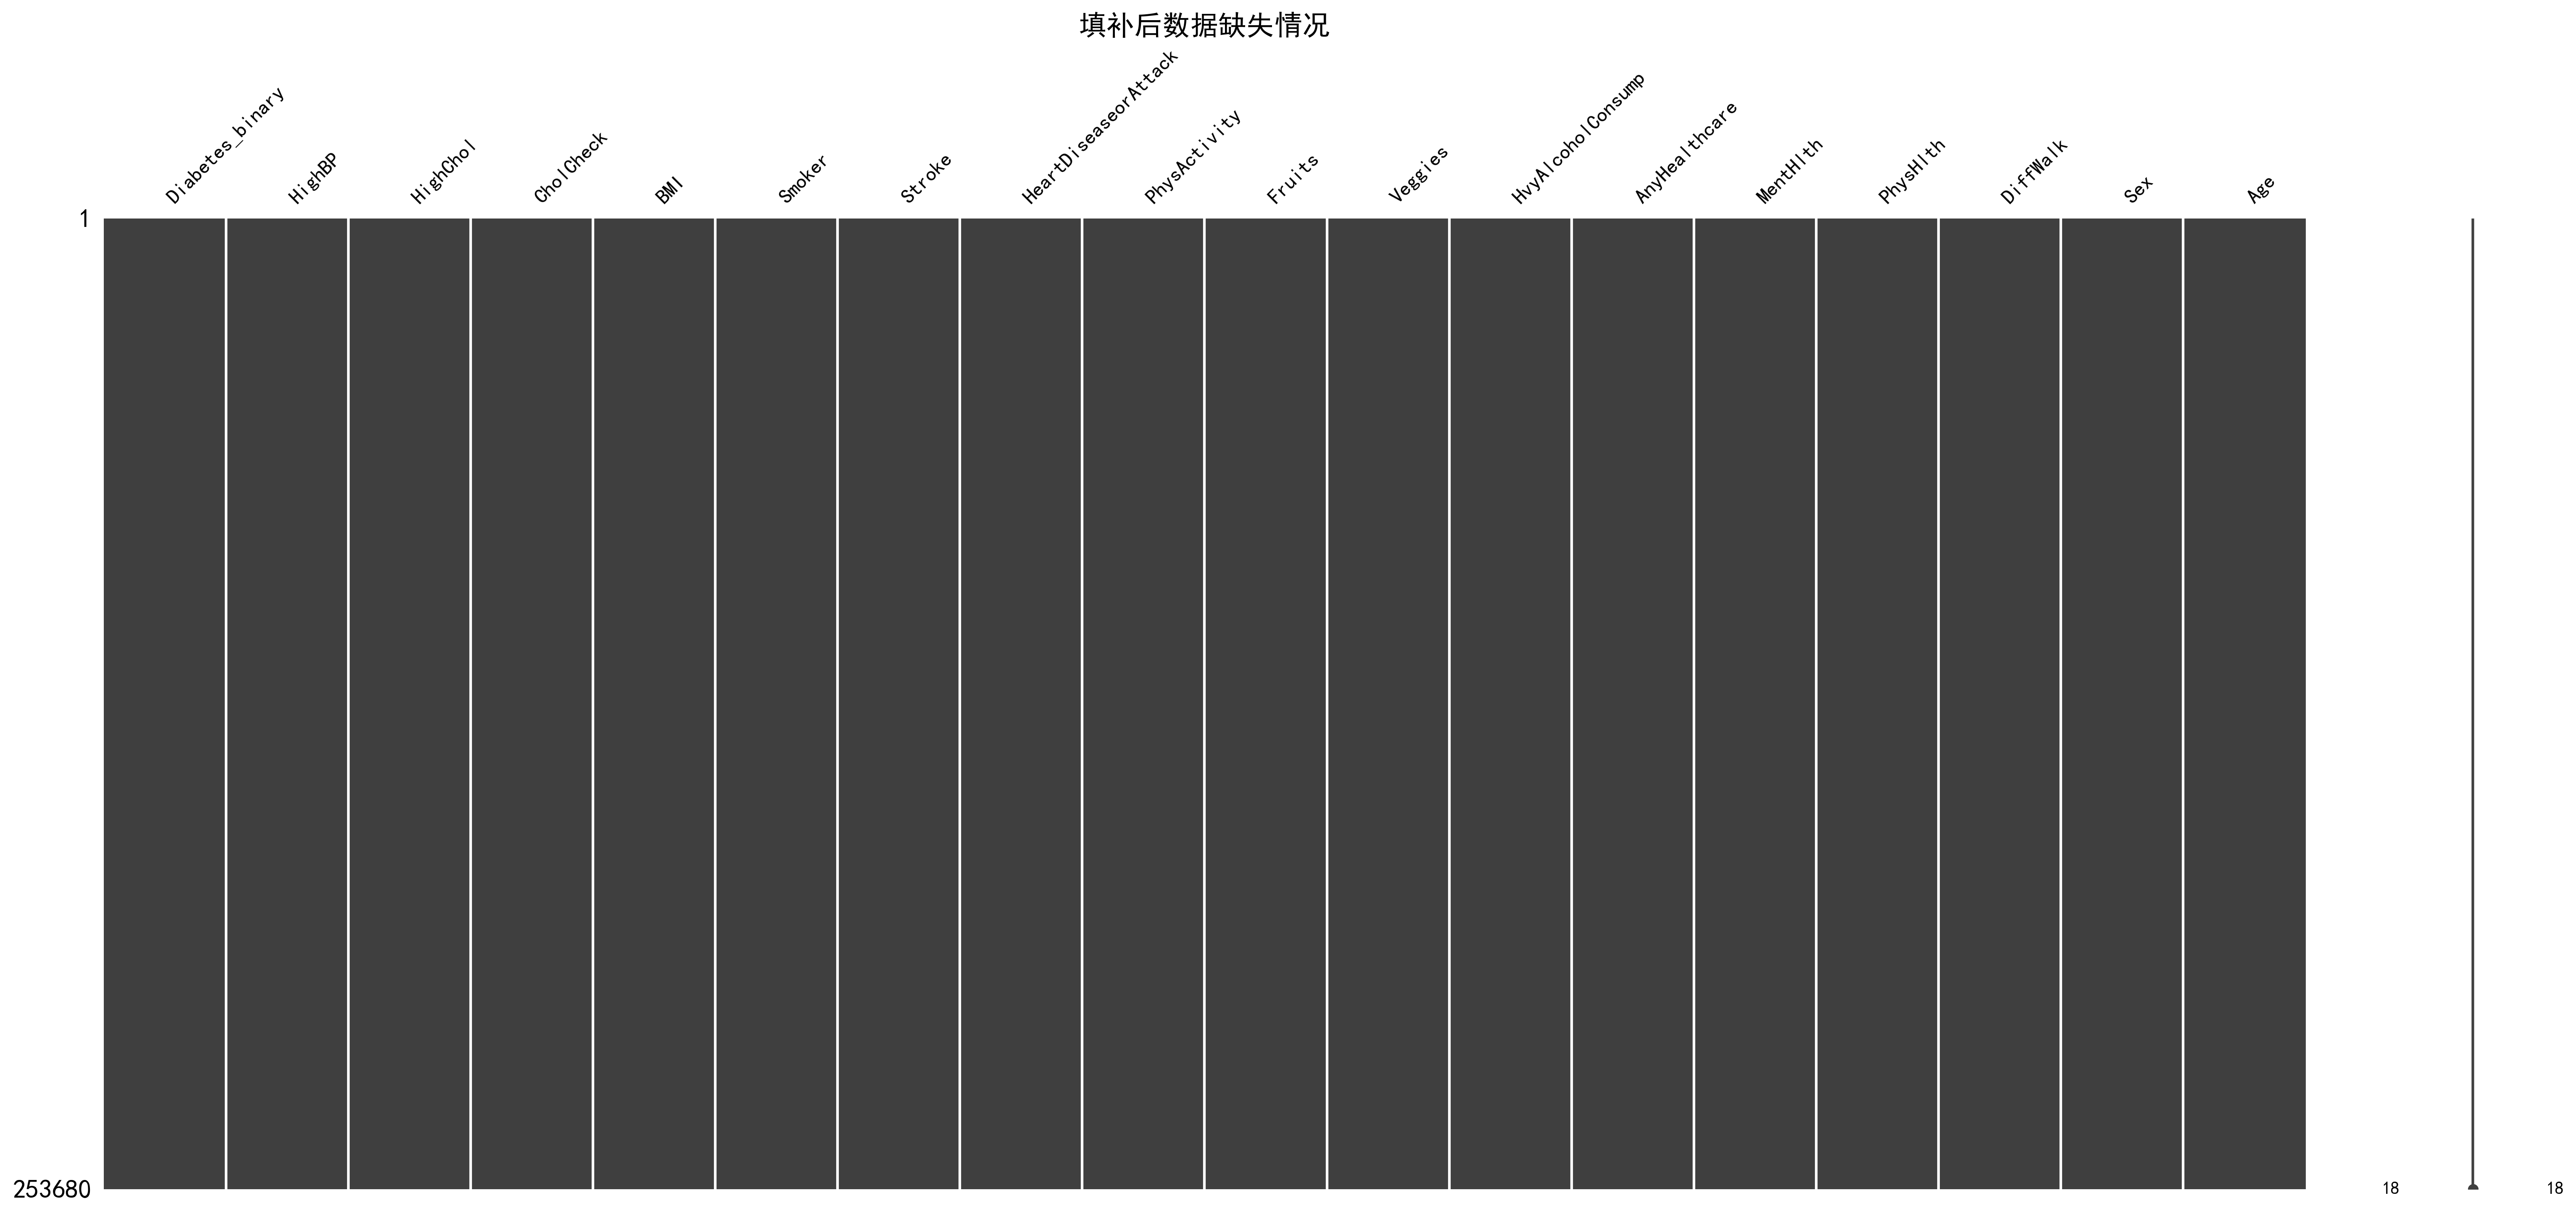 填补后数据缺失情况
Diabetes_binary
HighBP
HighChol
CholCheck
BMI
Smoker
Stroke
HeartDiseaseorAttack
PhysActivity
Fruits
Veggies
HvyAlcoholConsump
AnyHealthcare
MentHlth
PhysHlth
DiffWalk
Sex
Age
1
253680
18
18